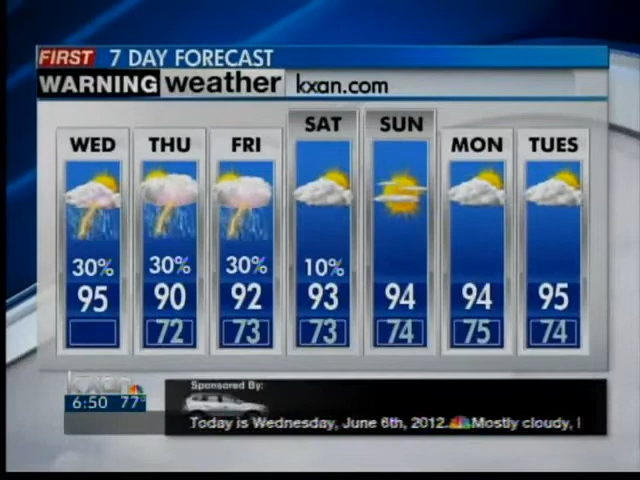 FIRST 7 DAY FORECAST
WARNING weather kxan.com
WED THU FRI SAT SUN MON TUES
30% 30% 30% 10%
95 90 92 93 94 94 95
72 73 73 74 75 74
kxan
6:50 77°
Sponsored By:
Today is Wednesday, June 6th, 2012. Mostly cloudy,